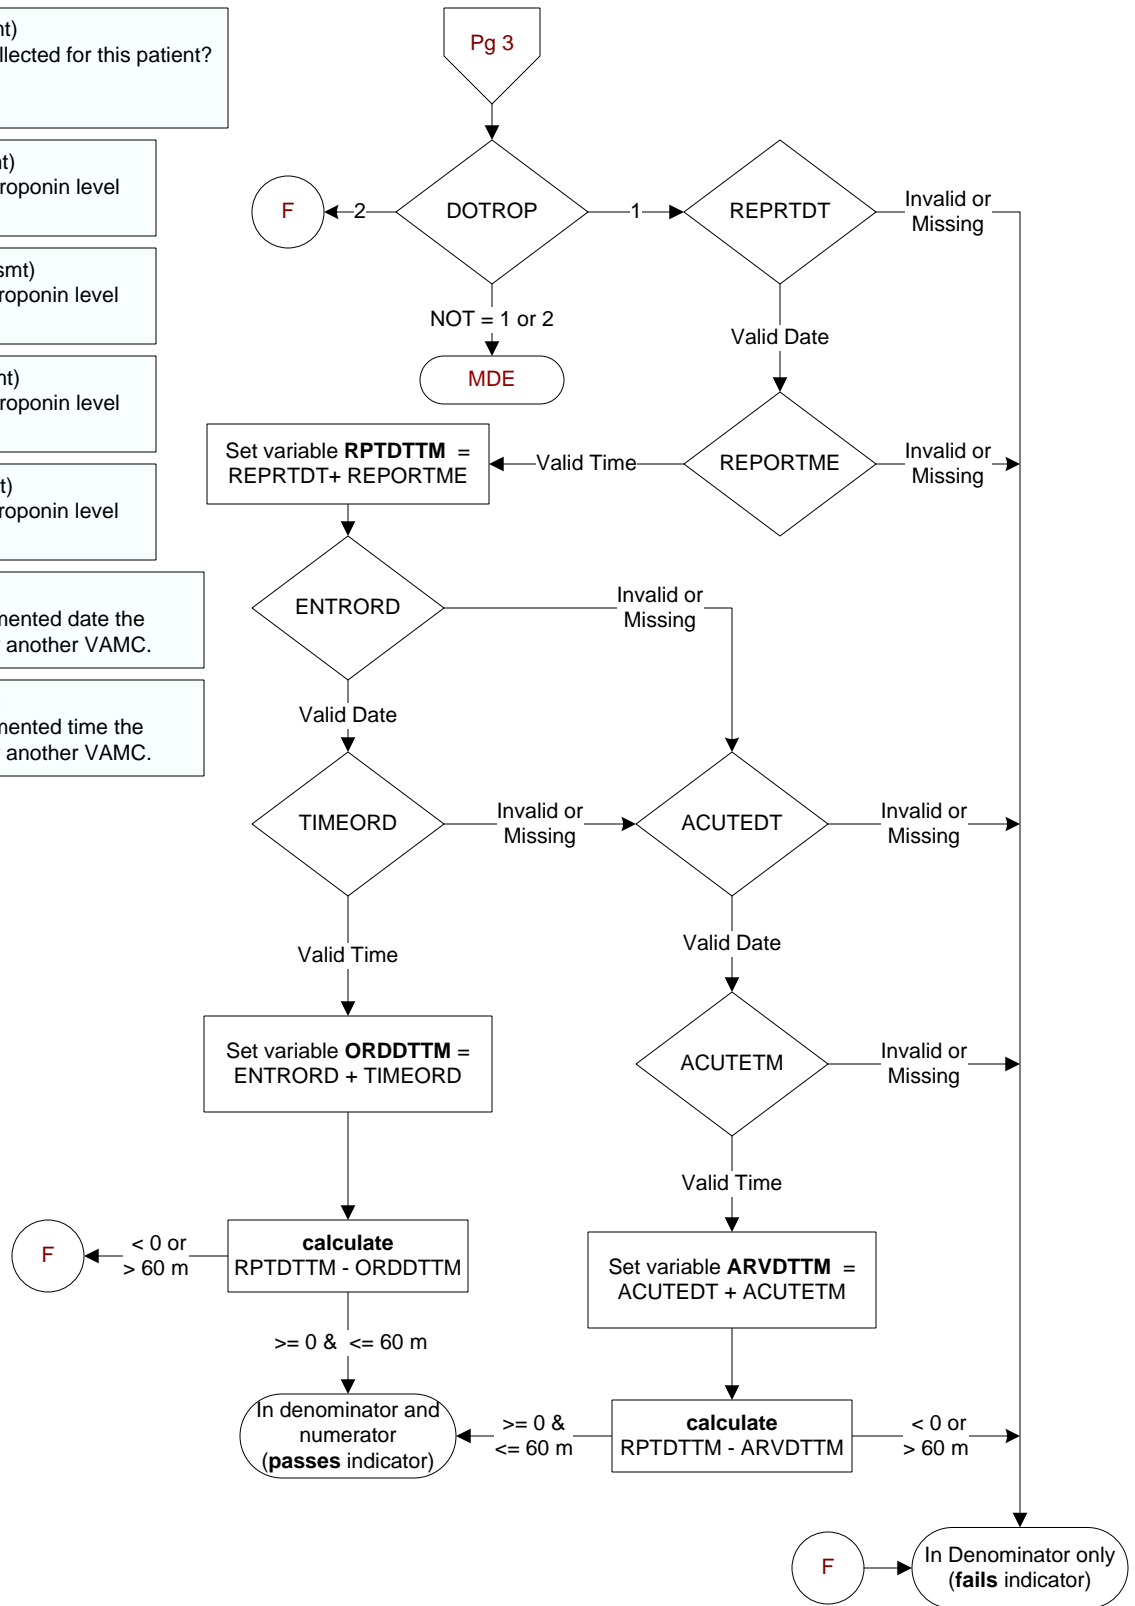 Pg 3
llected for this patient?
roponin level
roponin level
roponin level
roponin level
mented date the
another VAMC.
mented time the
another VAMC.
F
2
DOTROP
1
REPRTDT
Invalid or
Missing
NOT = 1 or 2
MDE
Valid Date
Set variable RPTDTTM =
REPRTDT+ REPORTME
Valid Time
REPORTME
Invalid or
Missing
ENTRORD
Invalid or
Missing
Valid Date
TIMEORD
Invalid or
Missing
ACUTEDT
Invalid or
Missing
Valid Time
Valid Date
Set variable ORDDTTM =
ENTRORD + TIMEORD
ACUTETM
Invalid or
Missing
Valid Time
F
< 0 or
> 60 m
calculate
RPTDTTM - ORDDTTM
Set variable ARVDTTM =
ACUTEDT + ACUTETM
>= 0 & <= 60 m
In denominator and
numerator
(passes indicator)
>= 0 &
<= 60 m
calculate
RPTDTTM - ARVDTTM
< 0 or
> 60 m
F
In Denominator only
(fails indicator)